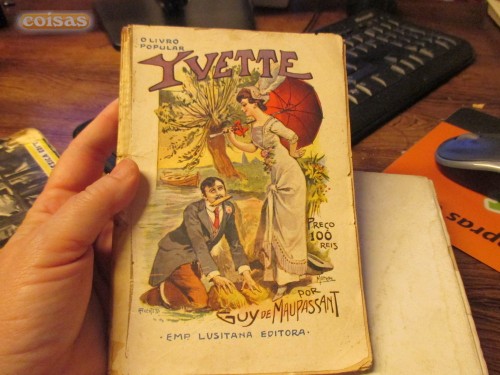 coisas
O LIVRO
POPULAR
YVETTE
PREÇO
100
REIS
POR
GUY DE MAUPASSANT
· EMP. LUSITANA EDITORA ·